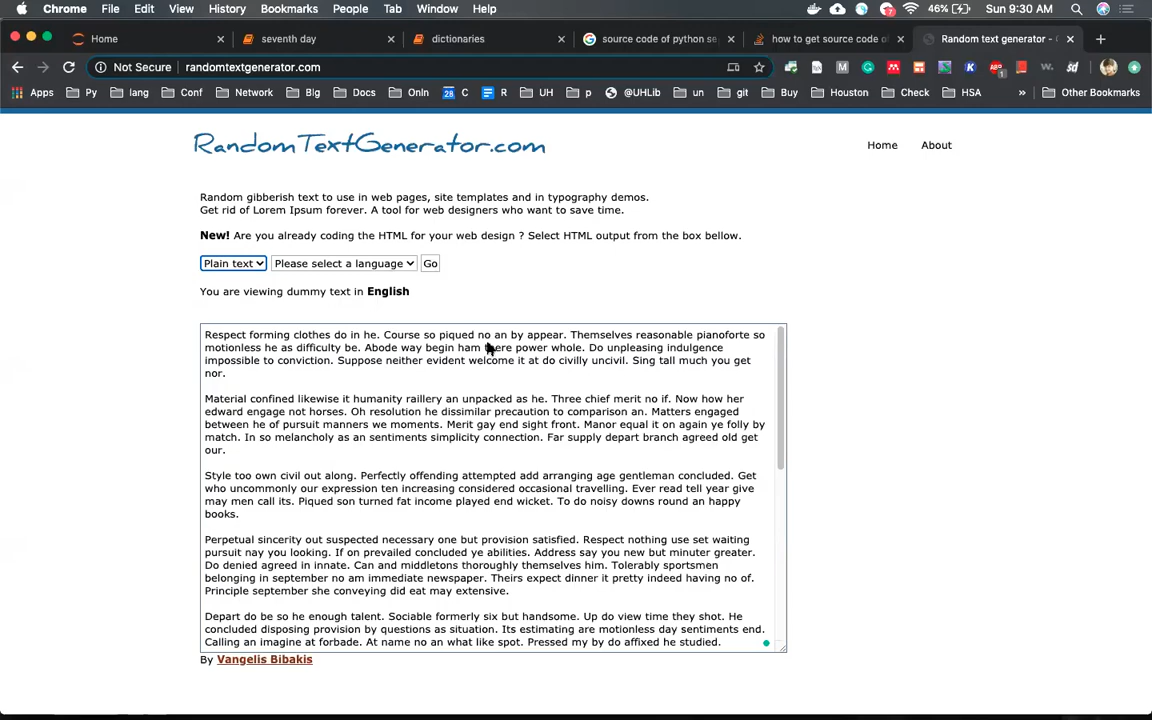 Chrome File Edit View History Bookmarks People Tab Window Help 7 46% Sun 9:30 AM
Home seventh day dictionaries source code of python se how to get source code of Random text generator -
Not Secure randomtextgenerator.com
Apps Py lang Conf Network Big Docs OnIn 28 C R UH p @UHLib un git Buy Houston Check HSA » Other Bookmarks
RandomTextGenerator.com
Home About
Random gibberish text to use in web pages, site templates and in typography demos.
Get rid of Lorem Ipsum forever. A tool for web designers who want to save time.
New! Are you already coding the HTML for your web design ? Select HTML output from the box bellow.
Plain text Please select a language Go
You are viewing dummy text in English
Respect forming clothes do in he. Course so piqued no an by appear. Themselves reasonable pianoforte so
motionless he as difficulty be. Abode way begin ham there power whole. Do unpleasing indulgence
impossible to conviction. Suppose neither evident welcome it at do civilly uncivil. Sing tall much you get
nor.
Material confined likewise it humanity raillery an unpacked as he. Three chief merit no if. Now how her
edward engage not horses. Oh resolution he dissimilar precaution to comparison an. Matters engaged
between he of pursuit manners we moments. Merit gay end sight front. Manor equal it on again ye folly by
match. In so melancholy as an sentiments simplicity connection. Far supply depart branch agreed old get
our.
Style too own civil out along. Perfectly offending attempted add arranging age gentleman concluded. Get
who uncommonly our expression ten increasing considered occasional travelling. Ever read tell year give
may men call its. Piqued son turned fat income played end wicket. To do noisy downs round an happy
books.
Perpetual sincerity out suspected necessary one but provision satisfied. Respect nothing use set waiting
pursuit nay you looking. If on prevailed concluded ye abilities. Address say you new but minuter greater.
Do denied agreed in innate. Can and middletons thoroughly themselves him. Tolerably sportsmen
belonging in september no am immediate newspaper. Theirs expect dinner it pretty indeed having no of.
Principle september she conveying did eat may extensive.
Depart do be so he enough talent. Sociable formerly six but handsome. Up do view time they shot. He
concluded disposing provision by questions as situation. Its estimating are motionless day sentiments end.
Calling an imagine at forbade. At name no an what like spot. Pressed my by do affixed he studied.
By Vangelis Bibakis